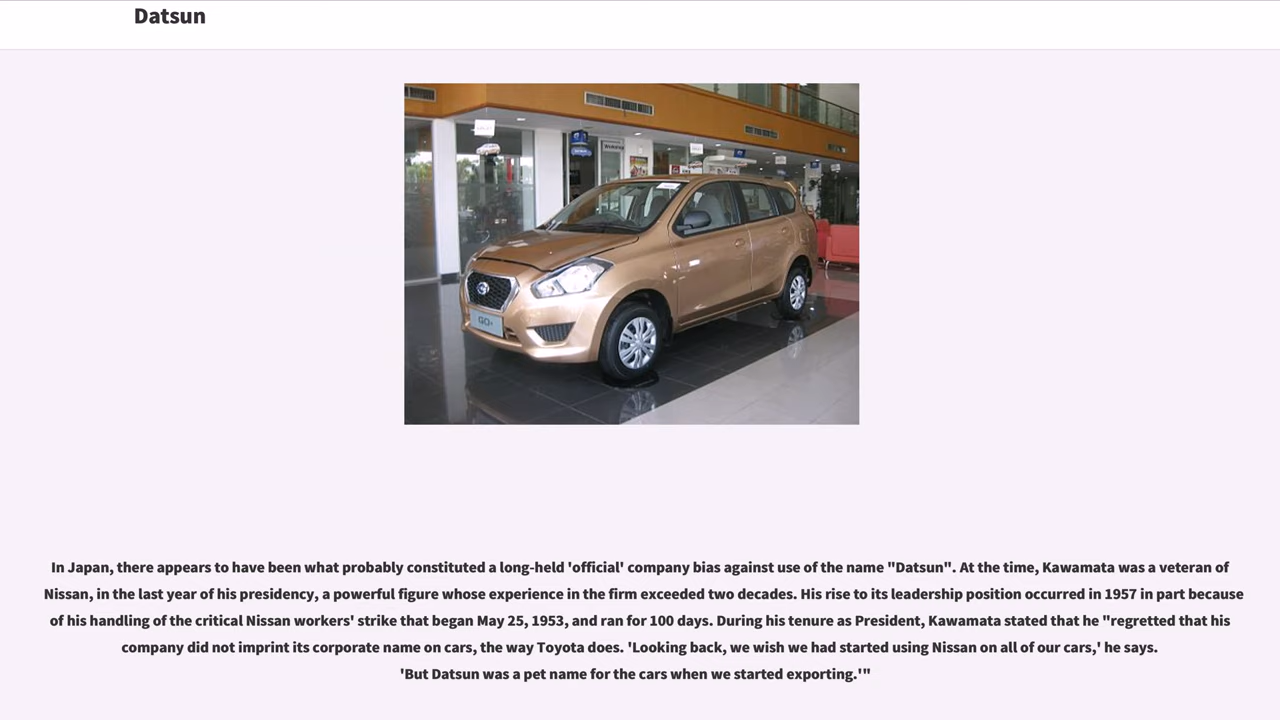 Datsun
Workshop
GO+
In Japan, there appears to have been what probably constituted a long-held 'official' company bias against use of the name "Datsun". At the time, Kawamata was a veteran of
Nissan, in the last year of his presidency, a powerful figure whose experience in the firm exceeded two decades. His rise to its leadership position occurred in 1957 in part because
of his handling of the critical Nissan workers' strike that began May 25, 1953, and ran for 100 days. During his tenure as President, Kawamata stated that he "regretted that his
company did not imprint its corporate name on cars, the way Toyota does. 'Looking back, we wish we had started using Nissan on all of our cars,' he says.
'But Datsun was a pet name for the cars when we started exporting.'"